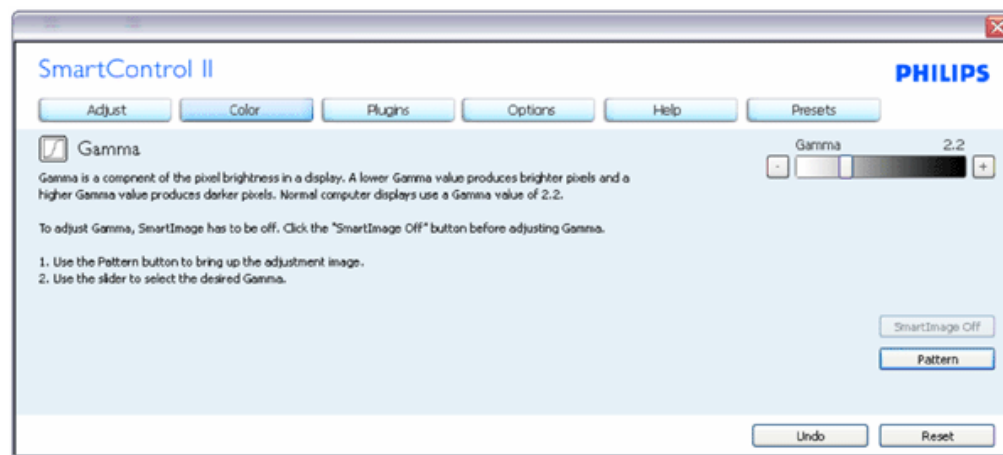 SmartControl II
PHILIPS
Adjust
Color
Plugins
Options
Help
Presets
Gamma
Gamma 2.2
- +
Gamma is a compnent of the pixel brightness in a display. A lower Gamma value produces brighter pixels and a
higher Gamma value produces darker pixels. Normal computer displays use a Gamma value of 2.2.
To adjust Gamma, SmartImage has to be off. Click the "SmartImage Off" button before adjusting Gamma.
1. Use the Pattern button to bring up the adjustment image.
2. Use the slider to select the desired Gamma.
SmartImage Off
Pattern
Undo
Reset